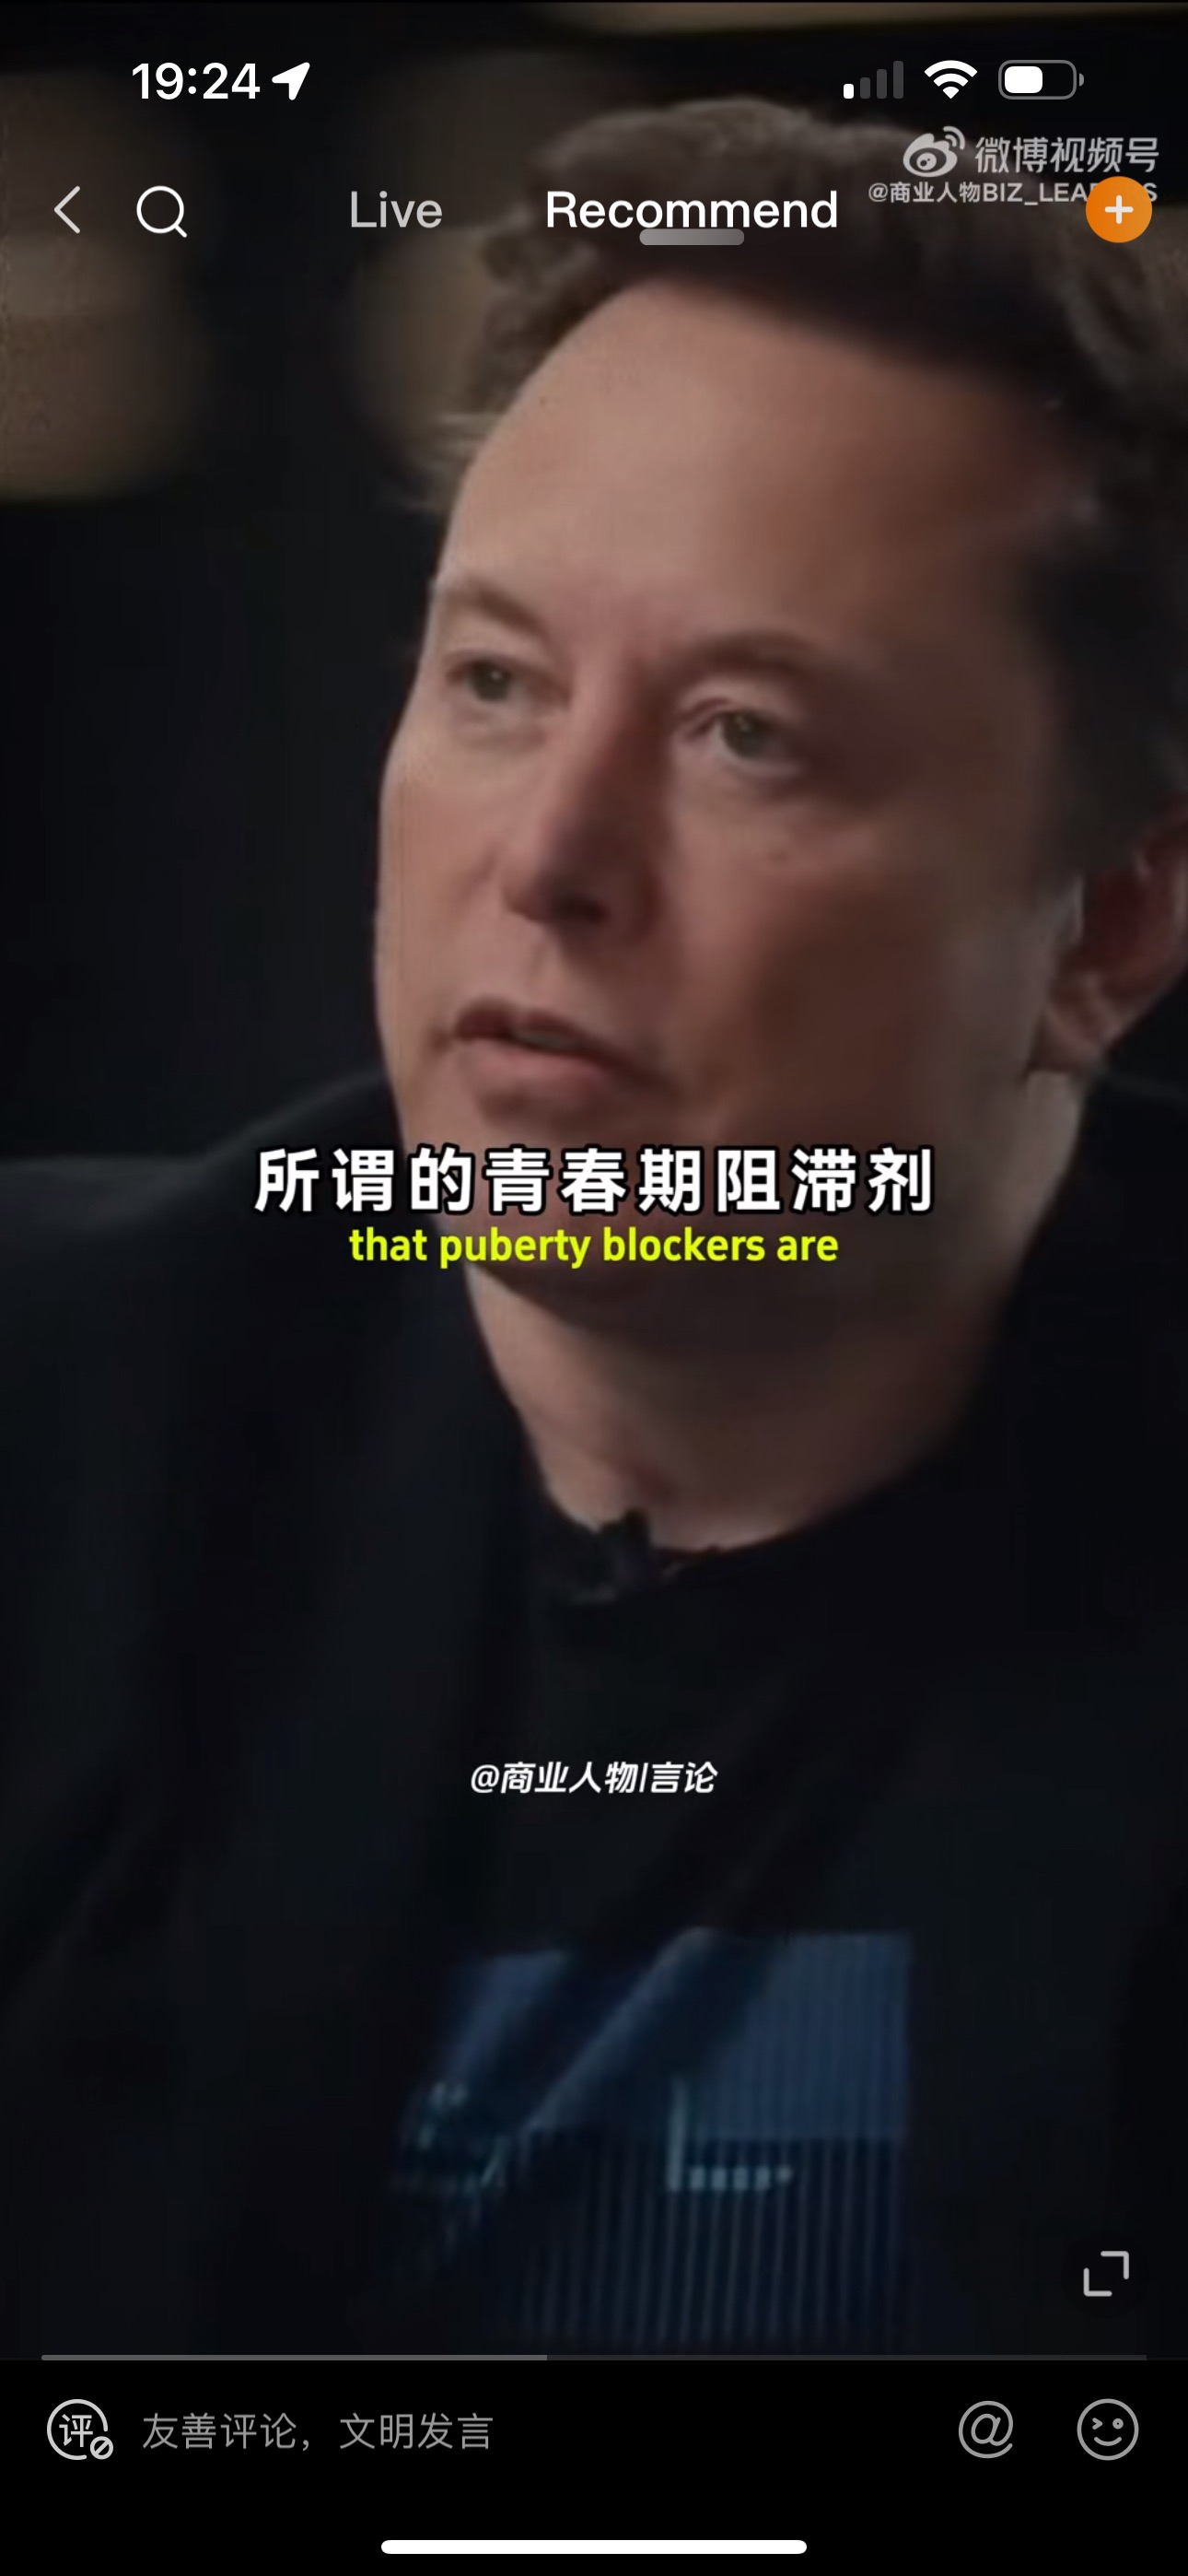 19:24
微博视频号
Live
Recommend
所谓的青春期阻滞剂
that puberty blockers are
@商业人物|言论
评
友善评论，文明发言